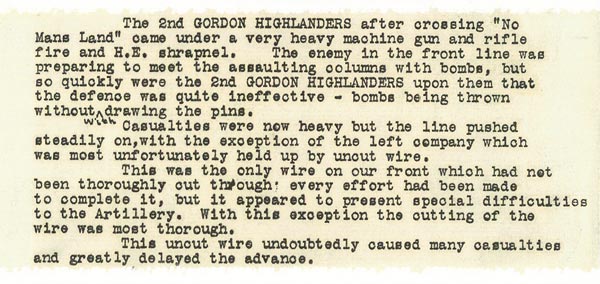 The 2nd GORDON HIGHLANDERS after crossing "No
Mans Land" came under a very heavy machine gun and rifle
fire and H.E. shrapnel. The enemy in the front line was
preparing to meet the assaulting columns with bombs, but
so quickly were the 2nd GORDON HIGHLANDERS upon them that
the defence was quite ineffective - bombs being thrown
without drawing the pins.
with Casualties were now heavy but the line pushed
steadily on, with the exception of the left company which
was most unfortunately held up by uncut wire.
This was the only wire on our front which had not
been thoroughly cut through: every effort had been made
to complete it, but it appeared to present special difficulties
to the Artillery. With this exception the cutting of the
wire was most thorough.
This uncut wire undoubtedly caused many casualties
and greatly delayed the advance.